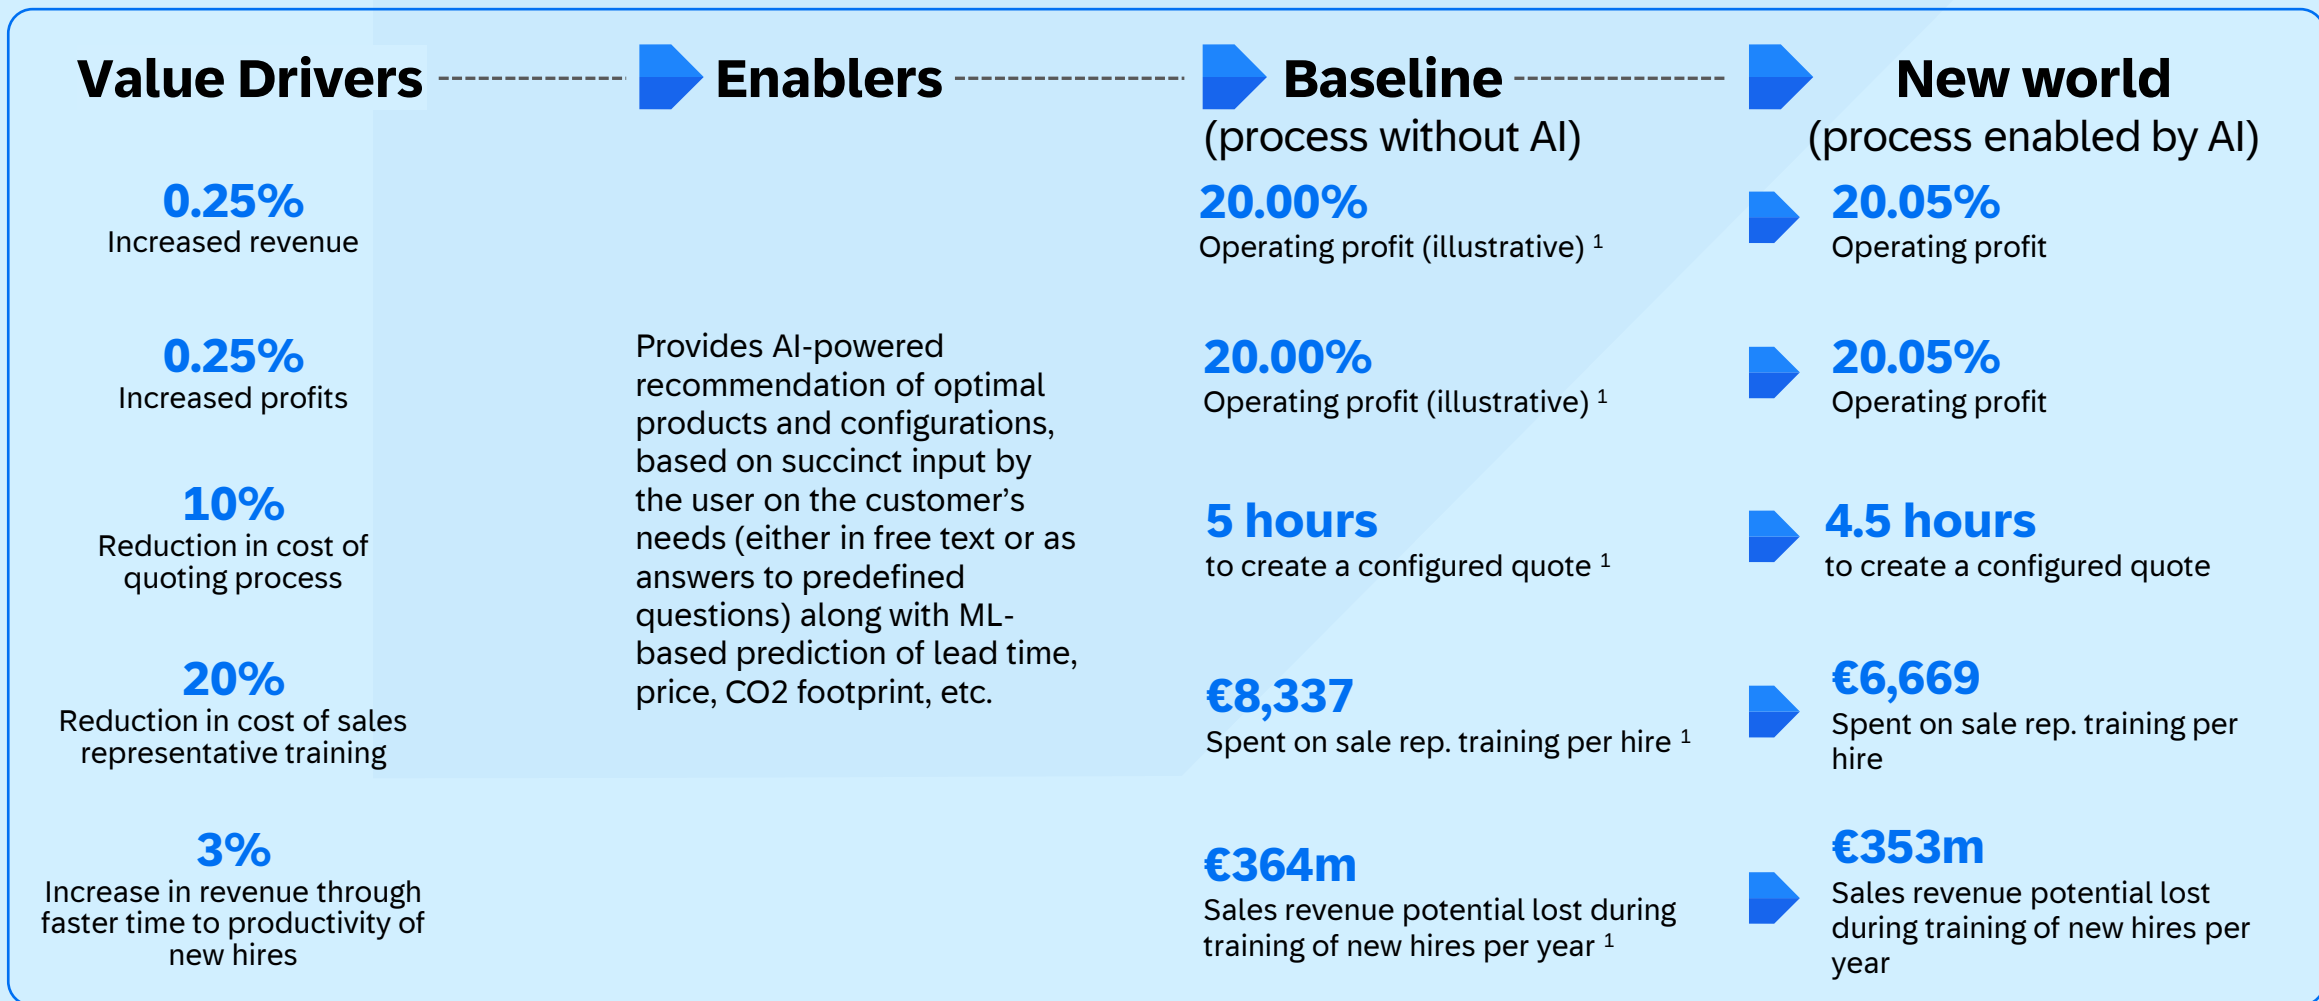 Value Drivers
Enablers
Baseline
(process without AI)
New world
(process enabled by AI)
0.25%
Increased revenue
20.00%
Operating profit (illustrative) 1
20.05%
Operating profit
0.25%
Increased profits
20.00%
Operating profit (illustrative) 1
20.05%
Operating profit
10%
Reduction in cost of
quoting process
5 hours
to create a configured quote 1
4.5 hours
to create a configured quote
20%
Reduction in cost of sales
representative training
€8,337
Spent on sale rep. training per hire 1
€6,669
Spent on sale rep. training per
hire
3%
Increase in revenue through
faster time to productivity of
new hires
€364m
Sales revenue potential lost during
training of new hires per year 1
€353m
Sales revenue potential lost
during training of new hires per
year
Provides AI-powered
recommendation of optimal
products and configurations,
based on succinct input by
the user on the customer’s
needs (either in free text or as
answers to predefined
questions) along with ML-
based prediction of lead time,
price, CO2 footprint, etc.